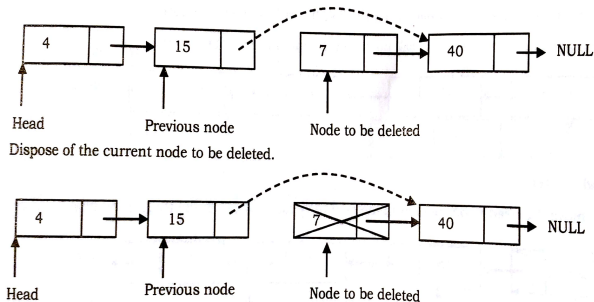 4 15 7 40 NULL
Head Previous node Node to be deleted
Dispose of the current node to be deleted.
4 15 7 40 NULL
Head Previous node Node to be deleted